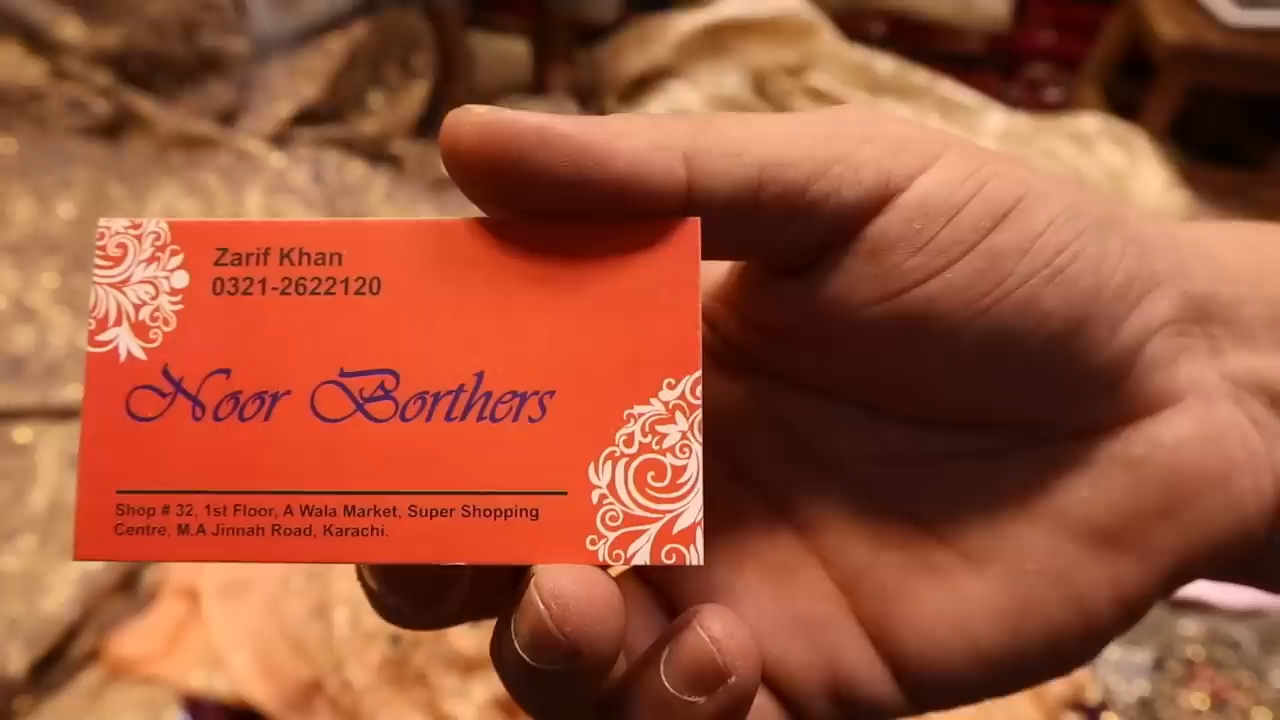 Zarif Khan
0321-2622120
Noor Borthers
Shop # 32, 1st Floor, A Wala Market, Super Shopping
Centre, M.A Jinnah Road, Karachi.